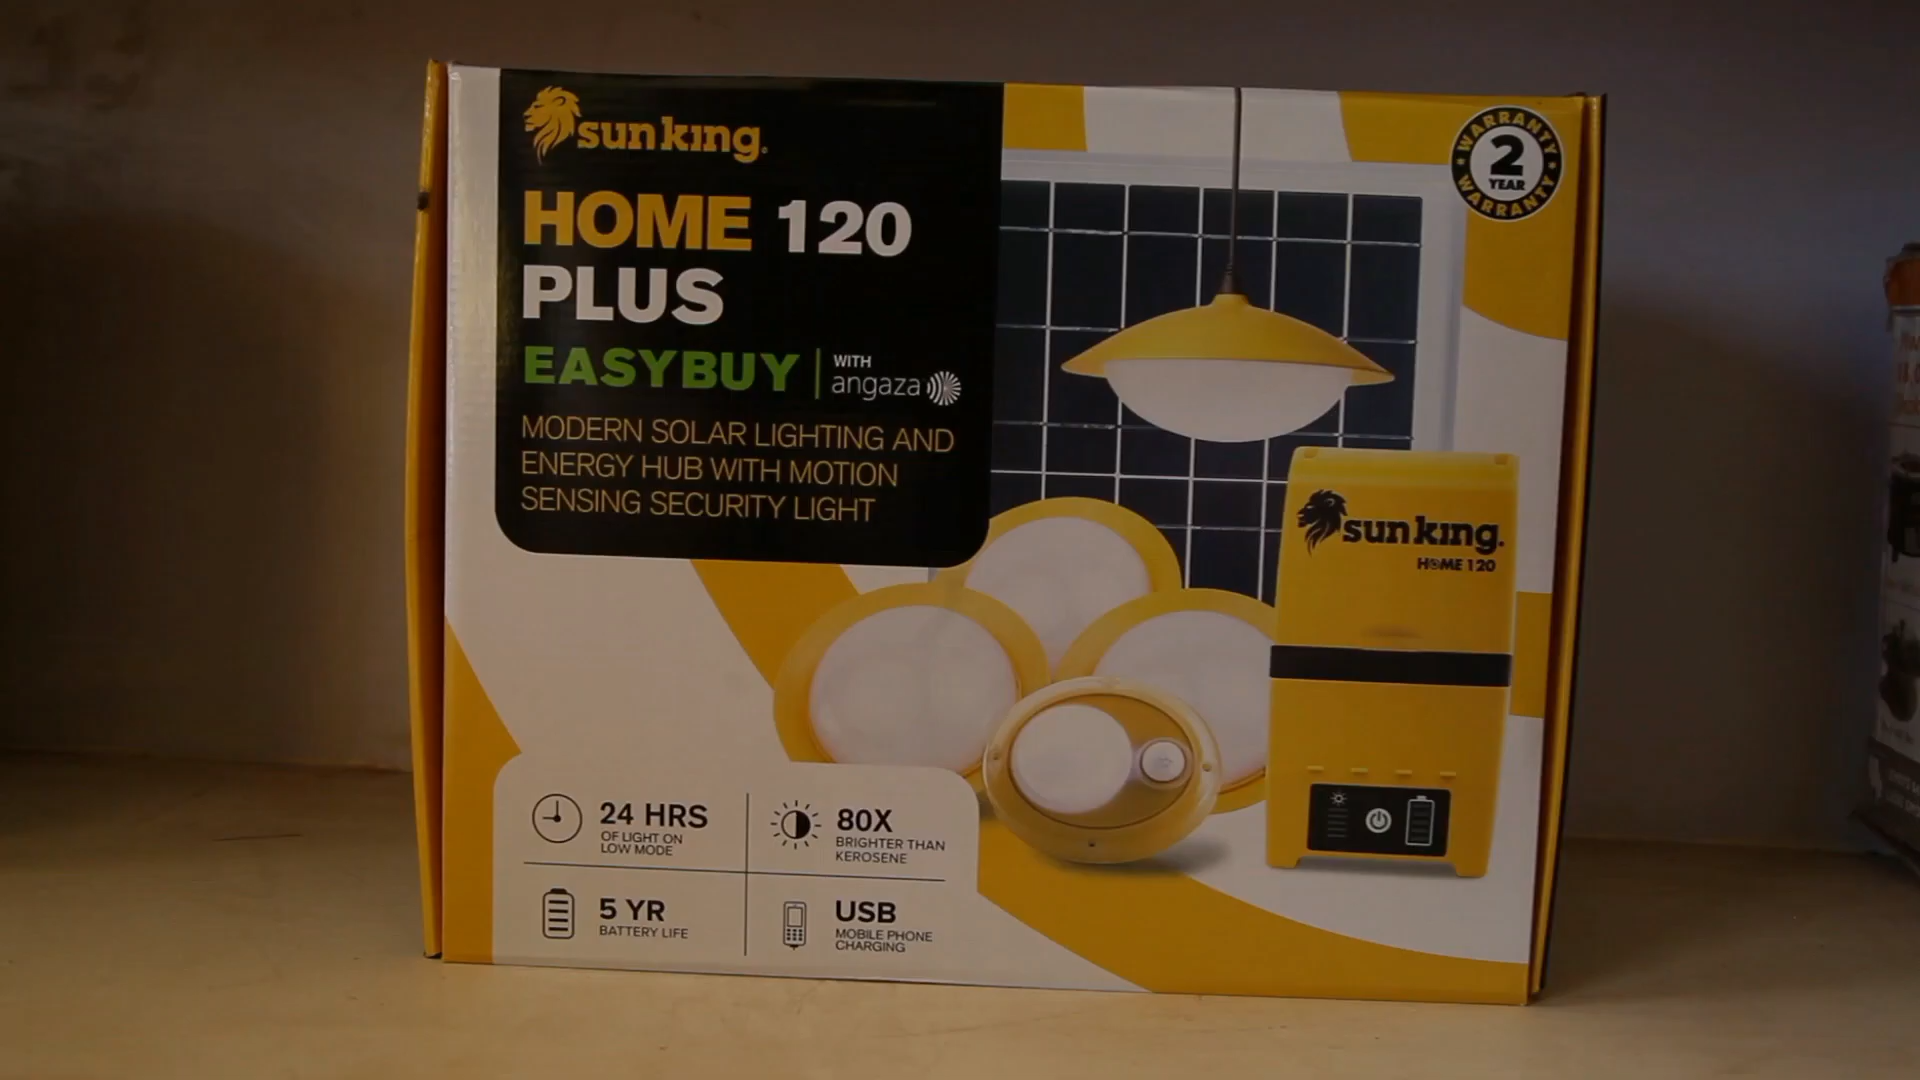 sun king.
HOME 120
PLUS
EASYBUY
WITH
angaza
MODERN SOLAR LIGHTING AND
ENERGY HUB WITH MOTION
SENSING SECURITY LIGHT
WARRANTY
2
YEAR
WARRANTY
sun king.
HOME 120
24 HRS
OF LIGHT ON
LOW MODE
80X
BRIGHTER THAN
KEROSENE
5 YR
BATTERY LIFE
USB
MOBILE PHONE
CHARGING